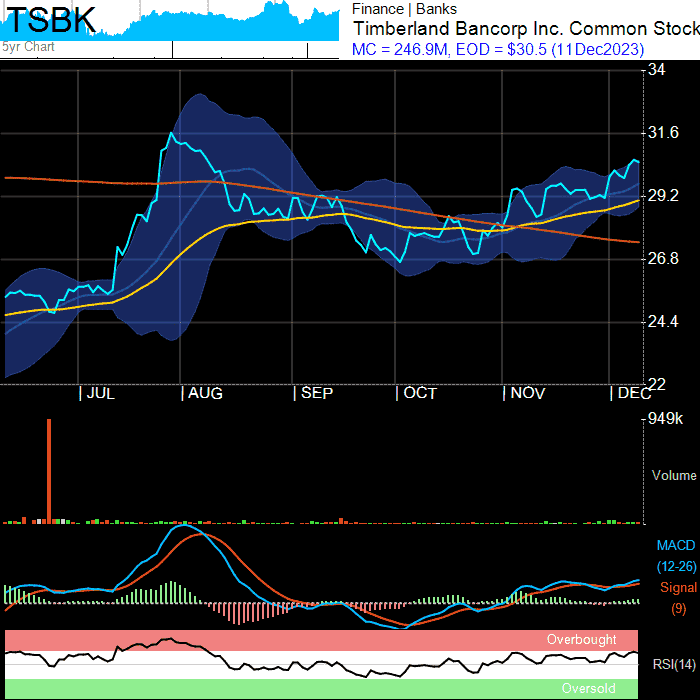 TSBK
5yr Chart
Finance | Banks
Timberland Bancorp Inc. Common Stock
MC = 246.9M, EOD = $30.5 (11Dec2023)
34
31.6
29.2
26.8
24.4
22
| JUL | AUG | SEP | OCT | NOV | DEC
949k
Volume
MACD
(12-26)
Signal
(9)
Overbought
RSI(14)
Oversold